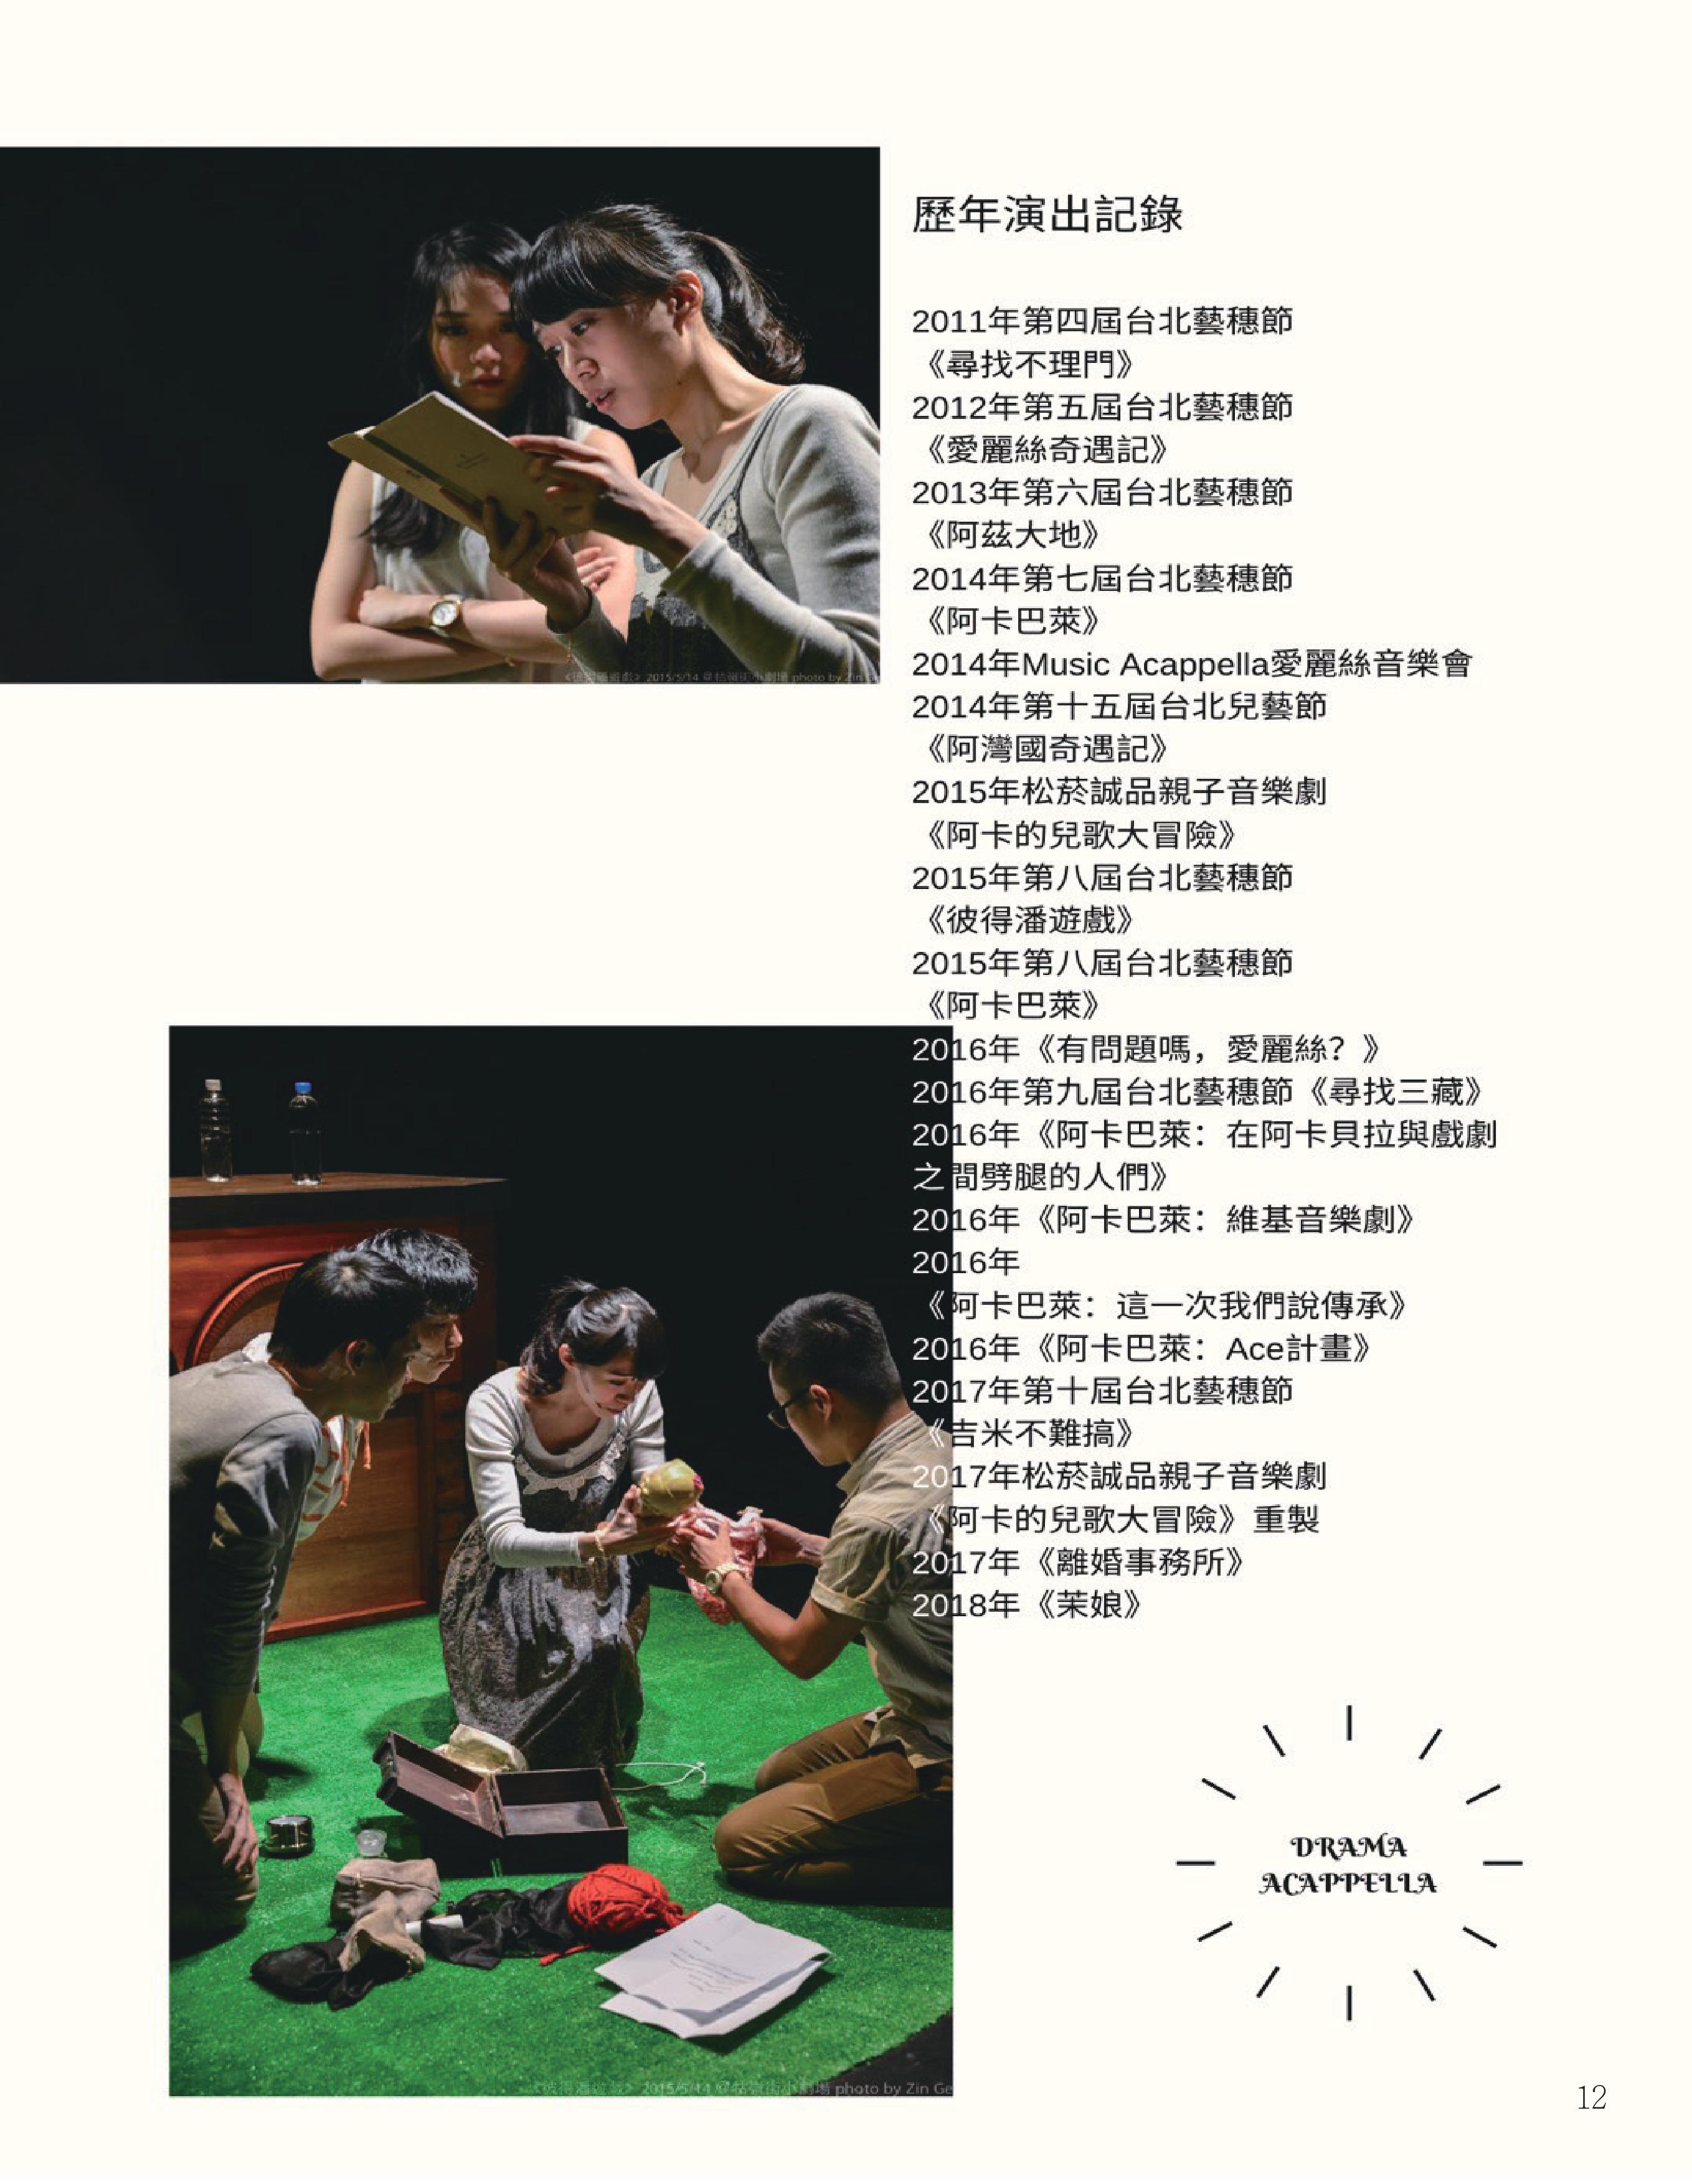 歷年演出記錄
2011年第四屆台北藝穗節
《尋找不理門》
2012年第五屆台北藝穗節
《愛麗絲奇遇記》
2013年第六屆台北藝穗節
《阿茲大地》
2014年第七屆台北藝穗節
《阿卡巴萊》
2014年Music Acappella愛麗絲音樂會
2014年第十五屆台北兒藝節
《阿灣國奇遇記》
2015年松菸誠品親子音樂劇
《阿卡的兒歌大冒險》
2015年第八屆台北藝穗節
《彼得潘遊戲》
2015年第八屆台北藝穗節
《阿卡巴萊》
2016年《有問題嗎，愛麗絲？》
2016年第九屆台北藝穗節《尋找三藏》
2016年《阿卡巴萊：在阿卡貝拉與戲劇
之間劈腿的人們》
2016年《阿卡巴萊：維基音樂劇》
2016年
《阿卡巴萊：這一次我們說傳承》
2016年《阿卡巴萊：Ace計畫》
2017年第十屆台北藝穗節
《吉米不難搞》
2017年松菸誠品親子音樂劇
《阿卡的兒歌大冒險》重製
2017年《離婚事務所》
2018年《茉娘》
《彼得潘遊戲》 2015/5/14 @牯嶺街小劇場 photo by Zin Ge
《彼得潘遊戲》 2015/5/14 @牯嶺街小劇場 photo by Zin Ge
DRAMA
ACAPPELLA
12